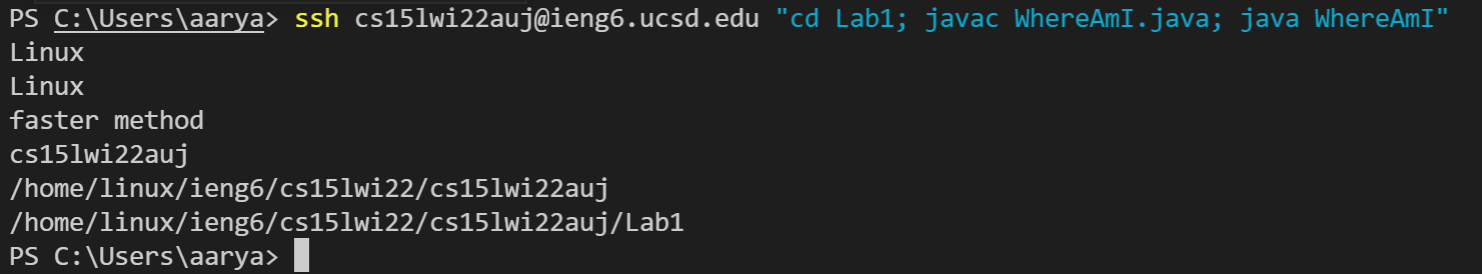 PS C:\Users\aarya> ssh cs15lwi22auj@ieng6.ucsd.edu "cd Lab1; javac WhereAmI.java; java WhereAmI"
Linux
Linux
faster method
cs15lwi22auj
/home/linux/ieng6/cs15lwi22/cs15lwi22auj
/home/linux/ieng6/cs15lwi22/cs15lwi22auj/Lab1
PS C:\Users\aarya>